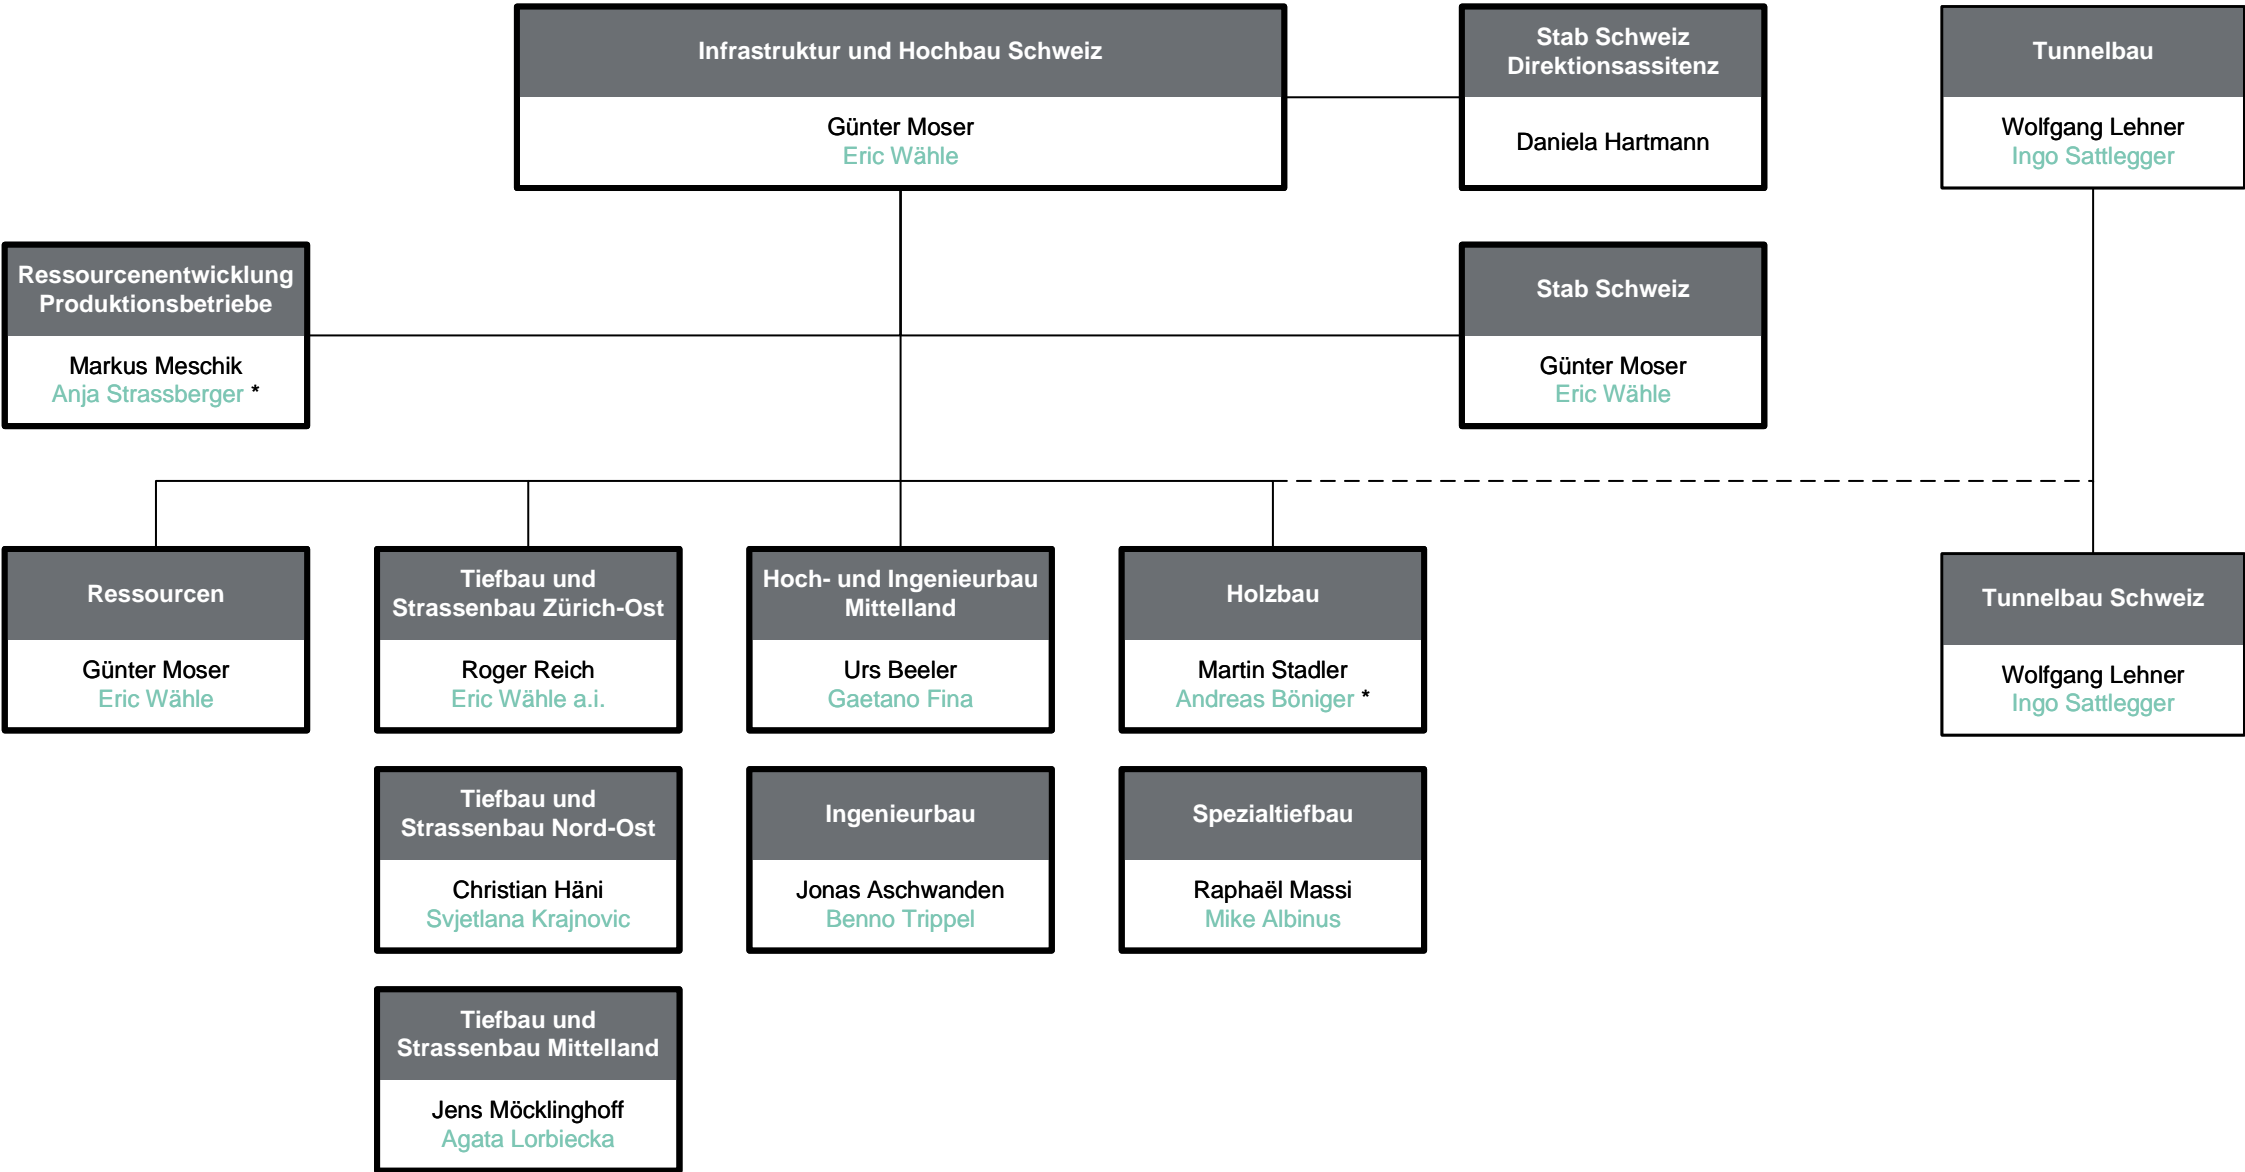 Infrastruktur und Hochbau Schweiz
Günter Moser
Eric Wähle
Stab Schweiz
Direktionsassitenz
Daniela Hartmann
Tunnelbau
Wolfgang Lehner
Ingo Sattlegger
Ressourcenentwicklung
Produktionsbetriebe
Markus Meschik
Anja Strassberger *
Stab Schweiz
Günter Moser
Eric Wähle
Ressourcen
Günter Moser
Eric Wähle
Tiefbau und
Strassenbau Zürich-Ost
Roger Reich
Eric Wähle a.i.
Hoch- und Ingenieurbau
Mittelland
Urs Beeler
Gaetano Fina
Holzbau
Martin Stadler
Andreas Böniger *
Tunnelbau Schweiz
Wolfgang Lehner
Ingo Sattlegger
Tiefbau und
Strassenbau Nord-Ost
Christian Häni
Svjetlana Krajnovic
Ingenieurbau
Jonas Aschwanden
Benno Trippel
Spezialtiefbau
Raphaël Massi
Mike Albinus
Tiefbau und
Strassenbau Mittelland
Jens Möcklinghoff
Agata Lorbiecka